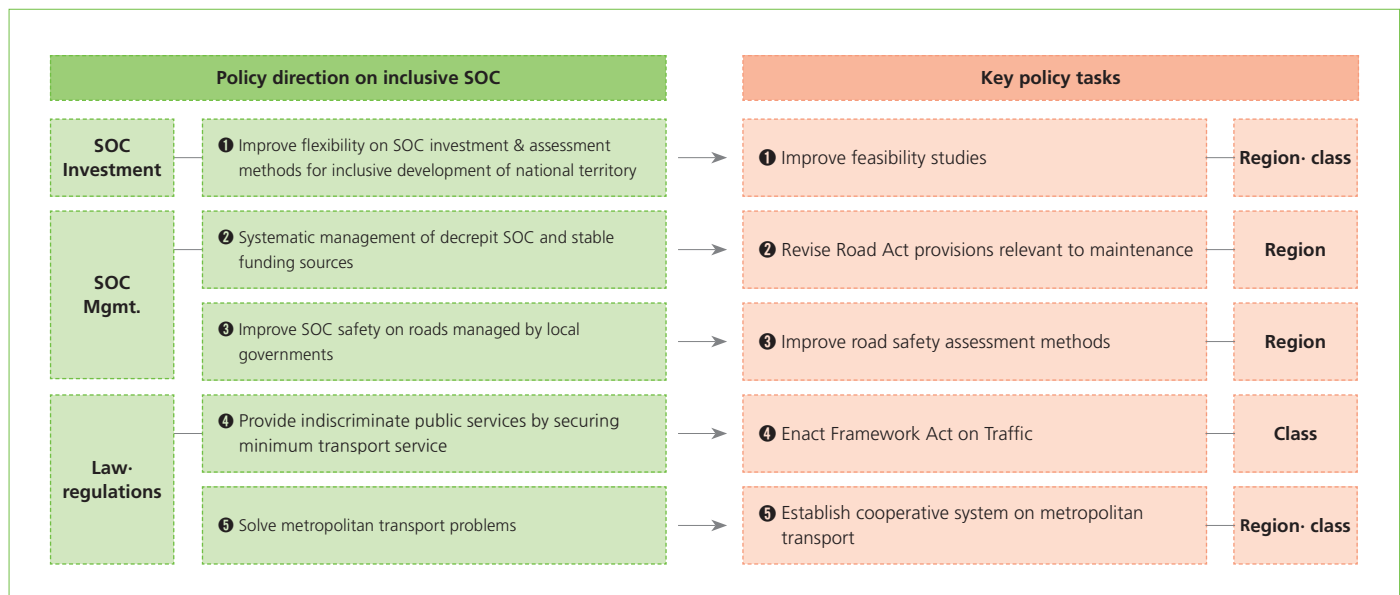 Policy direction on inclusive SOC
Key policy tasks
SOC
Investment
❶ Improve flexibility on SOC investment & assessment
methods for inclusive development of national territory
❶ Improve feasibility studies
Region· class
SOC
Mgmt.
❷ Systematic management of decrepit SOC and stable
funding sources
❷ Revise Road Act provisions relevant to maintenance
Region
❸ Improve SOC safety on roads managed by local
governments
❸ Improve road safety assessment methods
Region
Law·
regulations
❹ Provide indiscriminate public services by securing
minimum transport service
❹ Enact Framework Act on Traffic
Class
❺ Solve metropolitan transport problems
❺ Establish cooperative system on metropolitan
transport
Region· class